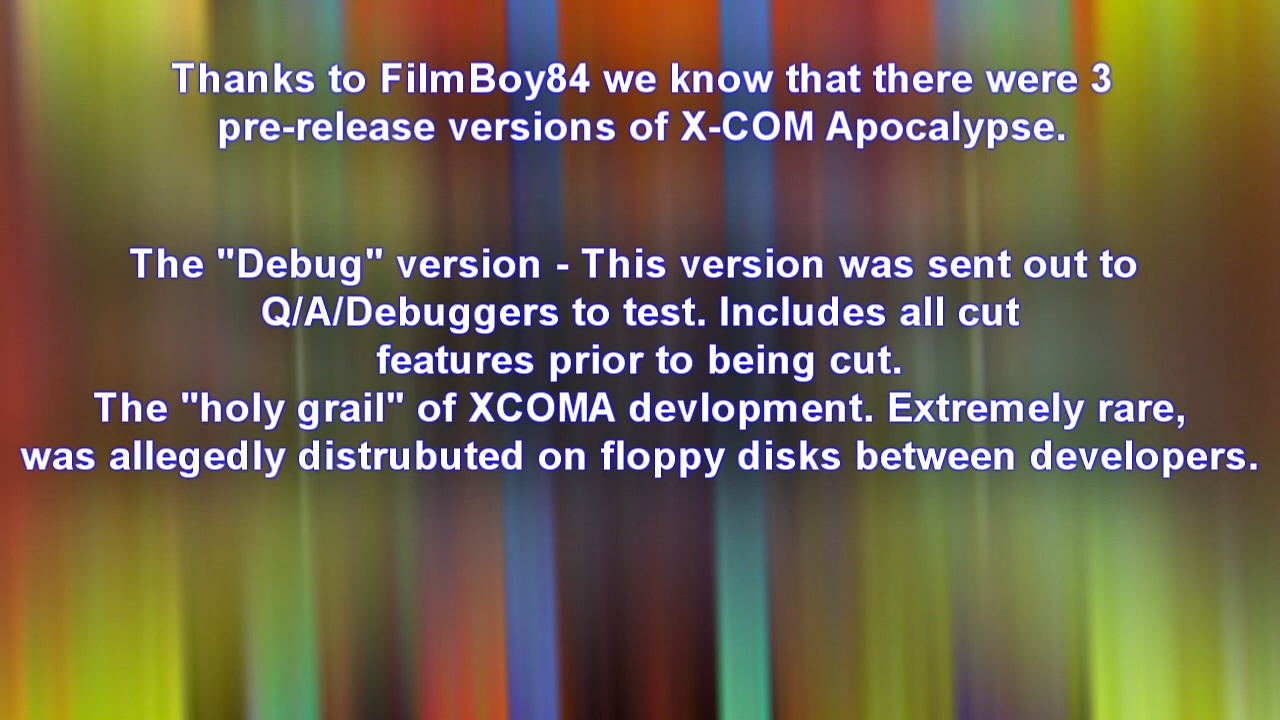 Thanks to FilmBoy84 we know that there were 3
pre-release versions of X-COM Apocalypse.
The "Debug" version - This version was sent out to
Q/A/Debuggers to test. Includes all cut
features prior to being cut.
The "holy grail" of XCOMA devlopment. Extremely rare,
was allegedly distrubuted on floppy disks between developers.